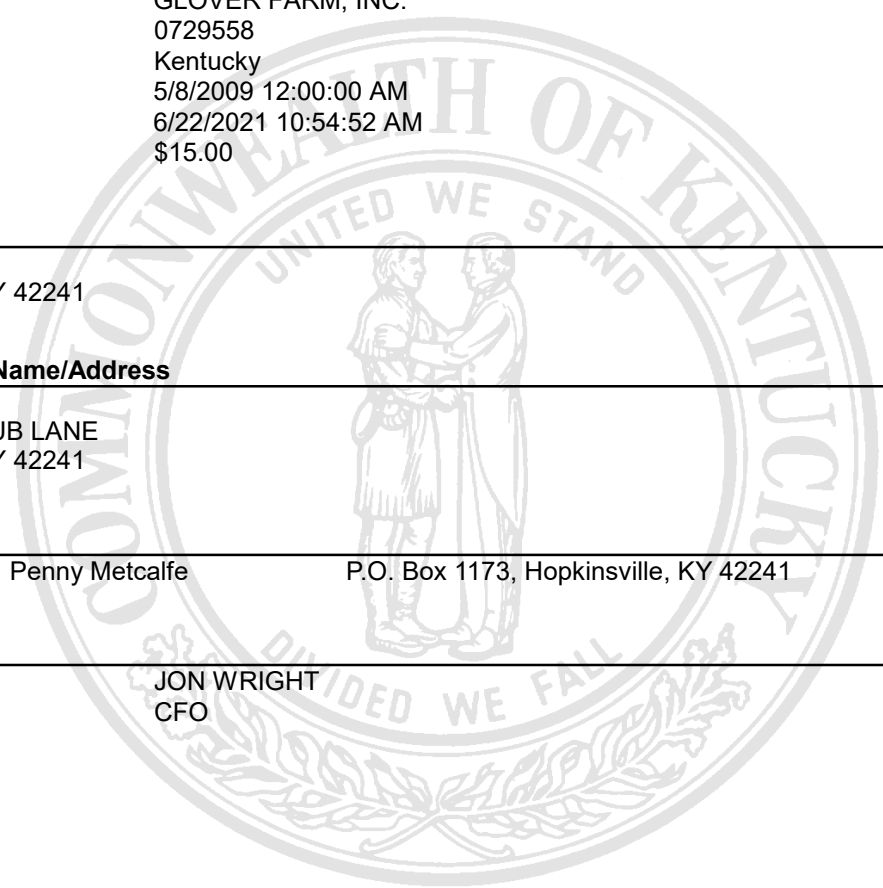 GLOVER FARM, INC.
0729558
Kentucky
5/8/2009 12:00:00 AM
6/22/2021 10:54:52 AM
$15.00
Y 42241
Name/Address
UB LANE
Y 42241
Penny Metcalfe P.O. Box 1173, Hopkinsville, KY 42241
JON WRIGHT
CFO
COMMONWEALTH OF KENTUCKY
UNITED WE STAND
DIVIDED WE FALL